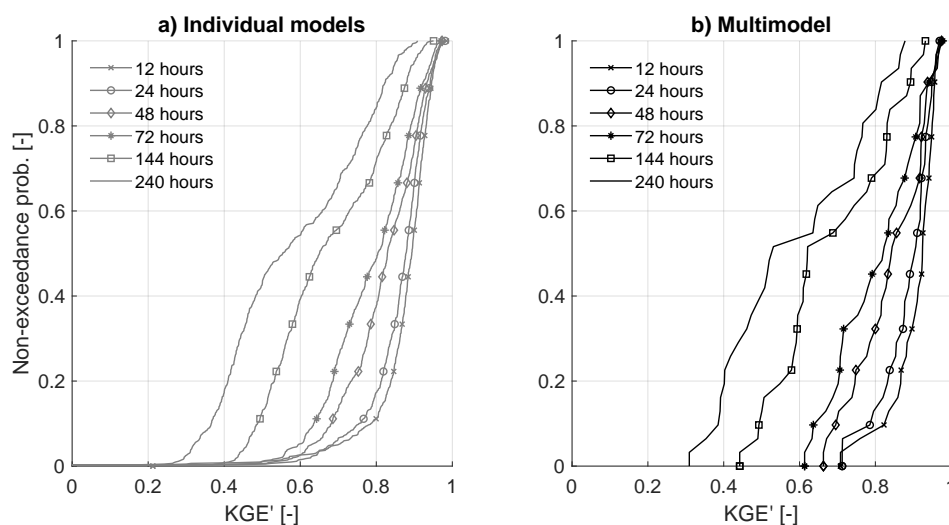 a) Individual models
b) Multimodel
Non-exceedance prob. [-]
1
0.8
0.6
0.4
0.2
0
12 hours
24 hours
48 hours
72 hours
144 hours
240 hours
0 0.2 0.4 0.6 0.8 1
KGE' [-]
1
0.8
0.6
0.4
0.2
0
12 hours
24 hours
48 hours
72 hours
144 hours
240 hours
0 0.2 0.4 0.6 0.8 1
KGE' [-]